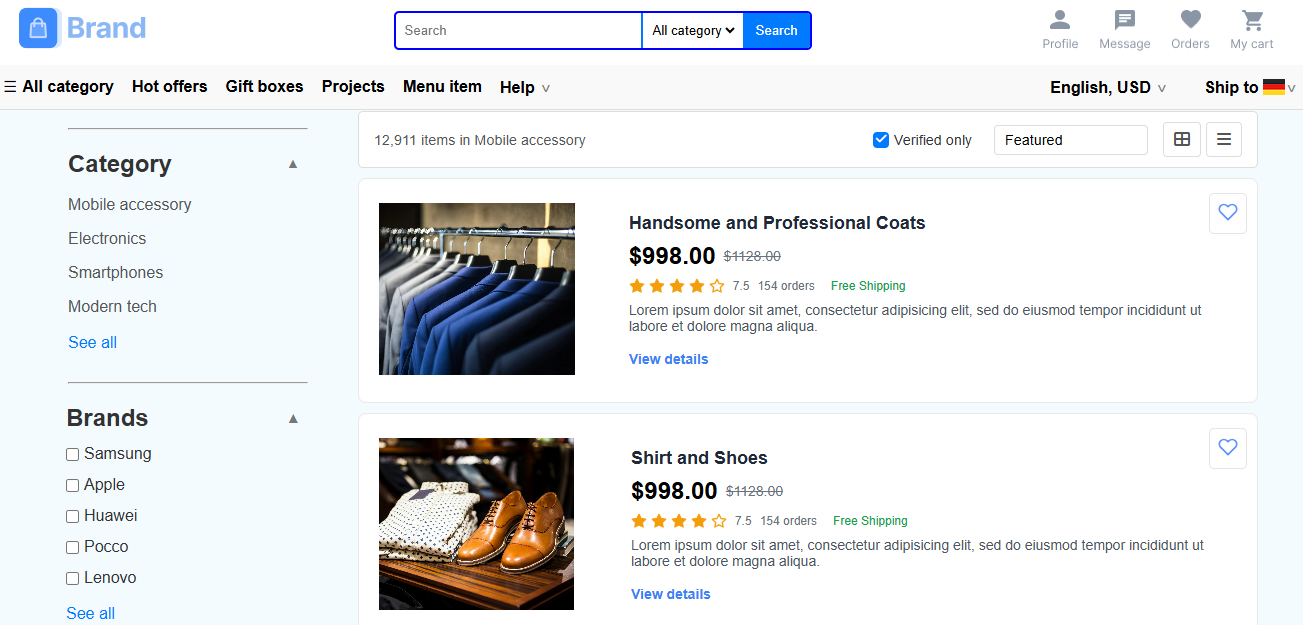 Brand
Search All category Search
Profile Message Orders My cart
☰ All category Hot offers Gift boxes Projects Menu item Help English, USD Ship to
Category
Mobile accessory
Electronics
Smartphones
Modern tech
See all
Brands
Samsung
Apple
Huawei
Pocco
Lenovo
See all
12,911 items in Mobile accessory Verified only Featured
Handsome and Professional Coats
$998.00 $1128.00
7.5 154 orders Free Shipping
Lorem ipsum dolor sit amet, consectetur adipisicing elit, sed do eiusmod tempor incididunt ut
labore et dolore magna aliqua.
View details
Shirt and Shoes
$998.00 $1128.00
7.5 154 orders Free Shipping
Lorem ipsum dolor sit amet, consectetur adipisicing elit, sed do eiusmod tempor incididunt ut
labore et dolore magna aliqua.
View details